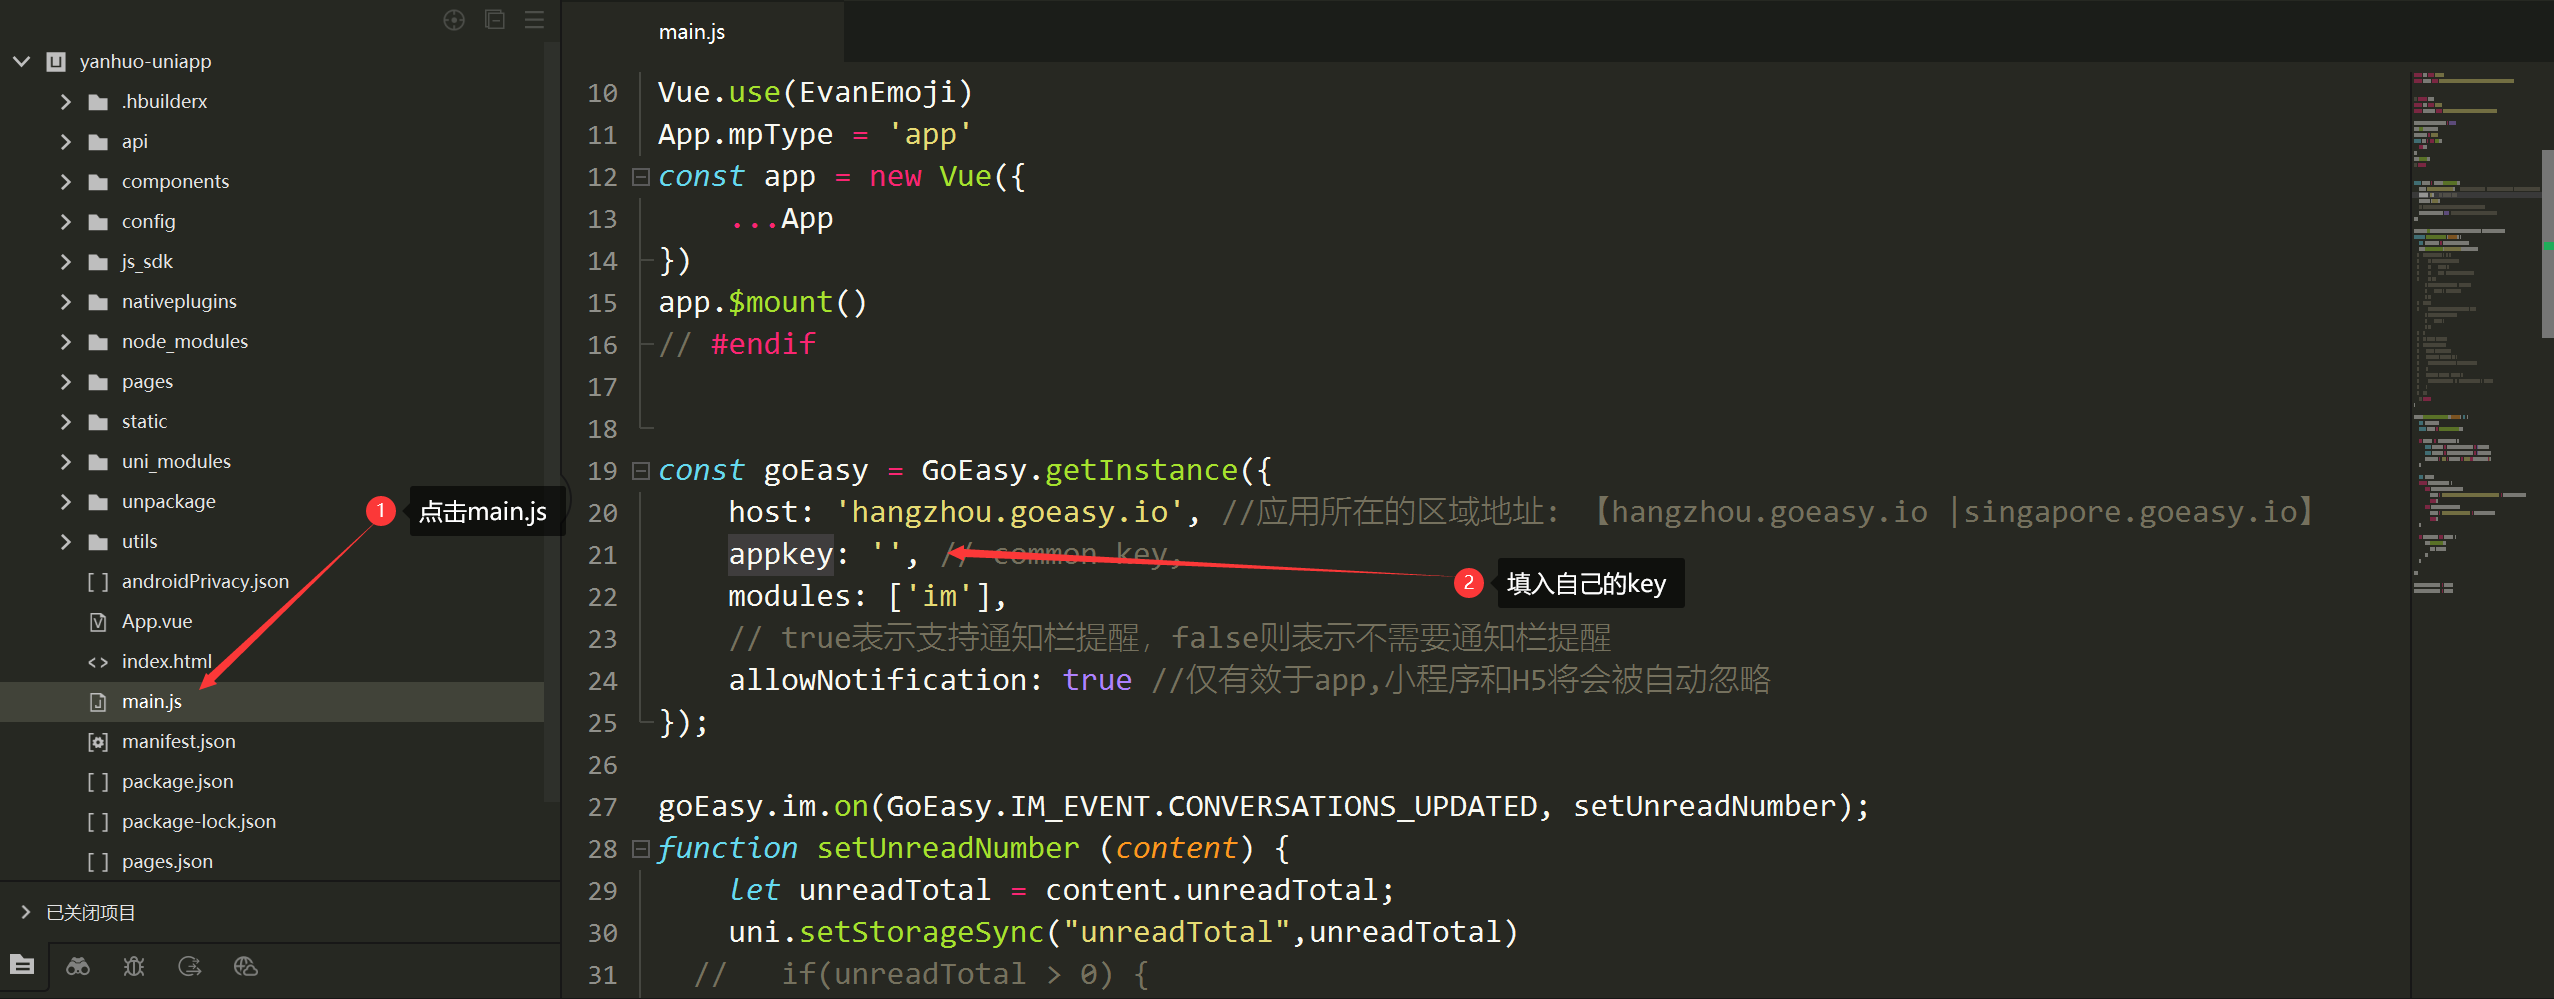 main.js
yanhuo-uniapp
.hbuilderx
api
components
config
js_sdk
nativeplugins
node_modules
pages
static
uni_modules
unpackage
utils
androidPrivacy.json
App.vue
index.html
main.js
manifest.json
package.json
package-lock.json
pages.json
已关闭项目
1 点击main.js
10 Vue.use(EvanEmoji)
11 App.mpType = 'app'
12 const app = new Vue({
13 ...App
14 })
15 app.$mount()
16 // #endif
17
18
19 const goEasy = GoEasy.getInstance({
20 host: 'hangzhou.goeasy.io', //应用所在的区域地址: 【hangzhou.goeasy.io |singapore.goeasy.io】
21 appkey: '', // common key,
2 填入自己的key
22 modules: ['im'],
23 // true表示支持通知栏提醒，false则表示不需要通知栏提醒
24 allowNotification: true //仅有效于app,小程序和H5将会被自动忽略
25 });
26
27 goEasy.im.on(GoEasy.IM_EVENT.CONVERSATIONS_UPDATED, setUnreadNumber);
28 function setUnreadNumber (content) {
29 let unreadTotal = content.unreadTotal;
30 uni.setStorageSync("unreadTotal",unreadTotal)
31 // if(unreadTotal > 0) {